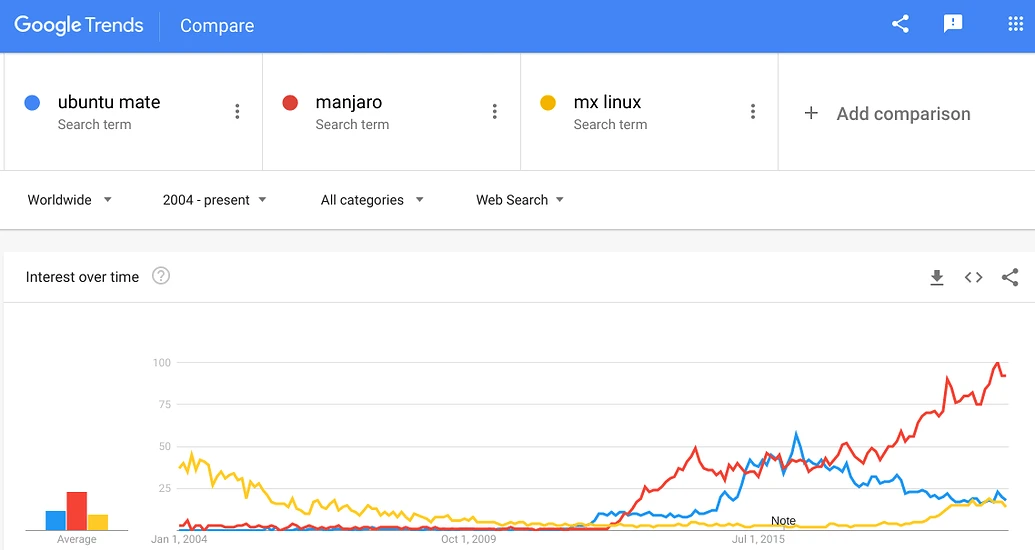 Google Trends Compare
ubuntu mate
Search term
manjaro
Search term
mx linux
Search term
+ Add comparison
Worldwide 2004 - present All categories Web Search
Interest over time ?
100
75
50
25
Note
Average
Jan 1, 2004 Oct 1, 2009 Jul 1, 2015